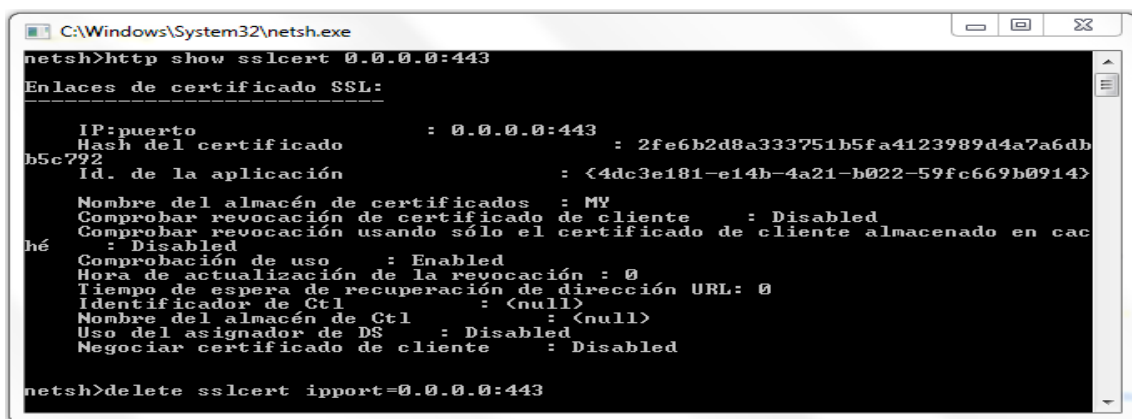 C:\Windows\System32\netsh.exe
netsh>http show sslcert 0.0.0.0:443
Enlaces de certificado SSL:
-------------------------
IP:puerto : 0.0.0.0:443
Hash del certificado : 2fe6b2d8a333751b5fa4123989d4a7a6db
b5c792
Id. de la aplicación : {4dc3e181-e14b-4a21-b022-59fc669b0914}
Nombre del almacén de certificados : MY
Comprobar revocación de certificado de cliente : Disabled
Comprobar revocación usando sólo el certificado de cliente almacenado en cac
hé : Disabled
Comprobación de uso : Enabled
Hora de actualización de la revocación : 0
Tiempo de espera de recuperación de dirección URL: 0
Identificador de Ctl : (null)
Nombre del almacén de Ctl : (null)
Uso del asignador de DS : Disabled
Negociar certificado de cliente : Disabled
netsh>delete sslcert ipport=0.0.0.0:443